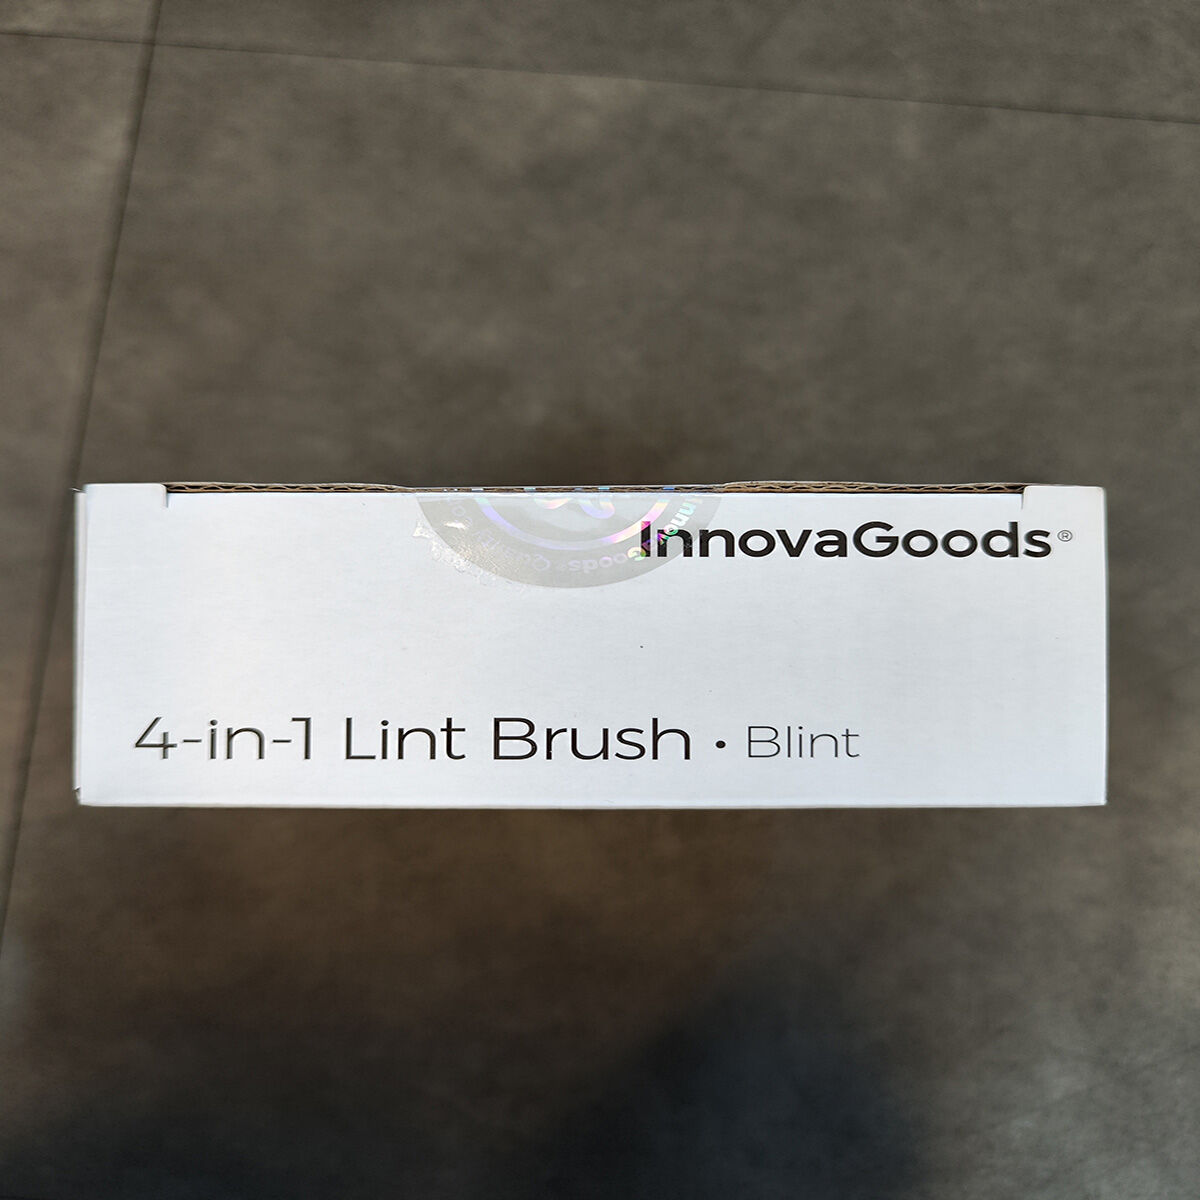 InnovaGoods®
4-in-1 Lint Brush • Blint